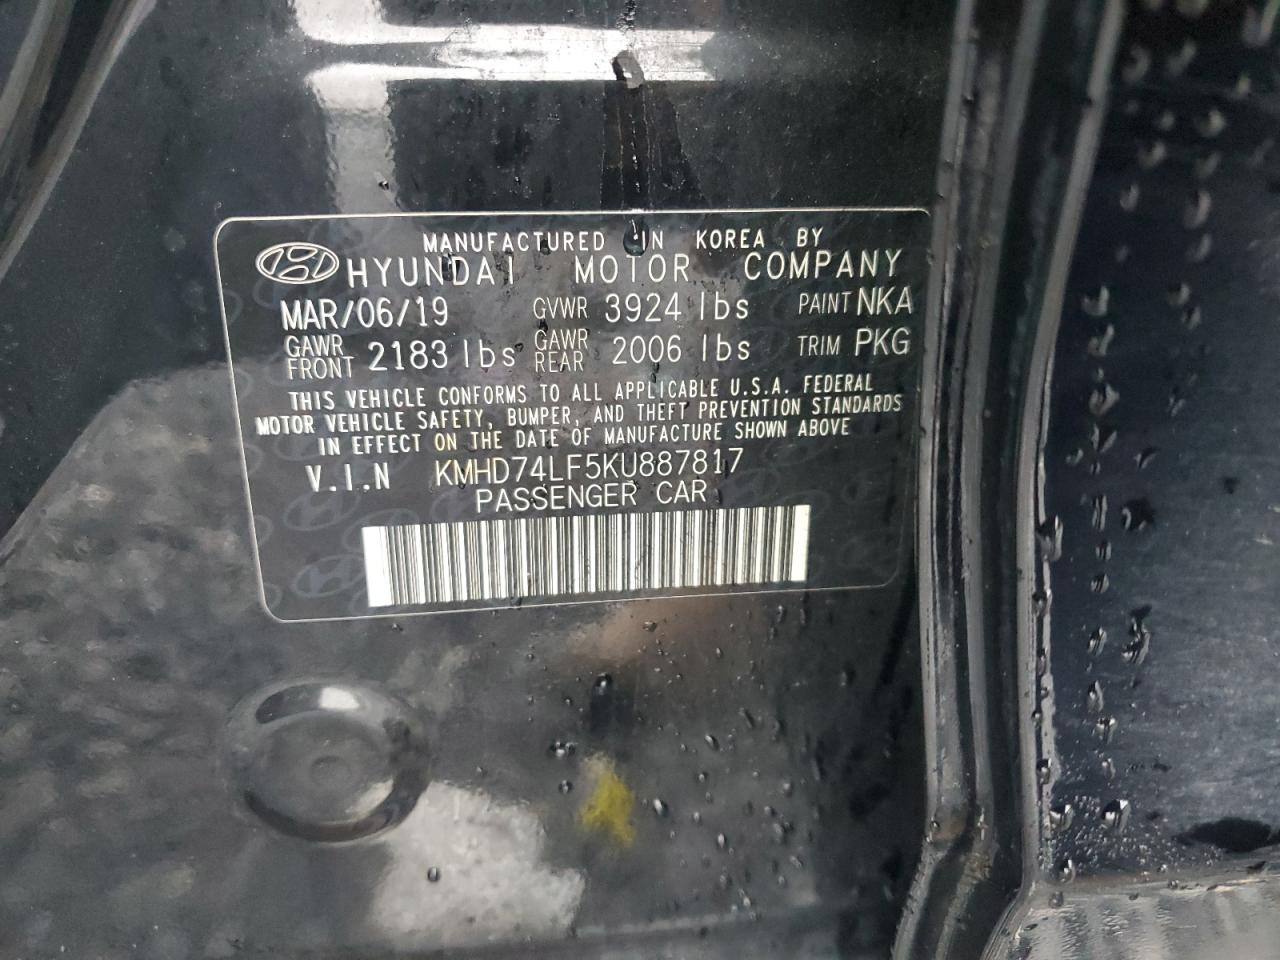 MANUFACTURED IN KOREA BY
HYUNDAI MOTOR COMPANY
MAR/06/19 GVWR 3924 lbs PAINT NKA
GAWR FRONT 2183 lbs GAWR REAR 2006 lbs TRIM PKG
THIS VEHICLE CONFORMS TO ALL APPLICABLE U.S.A. FEDERAL
MOTOR VEHICLE SAFETY, BUMPER, AND THEFT PREVENTION STANDARDS
IN EFFECT ON THE DATE OF MANUFACTURE SHOWN ABOVE
V.I.N KMHD74LF5KU887817
PASSENGER CAR